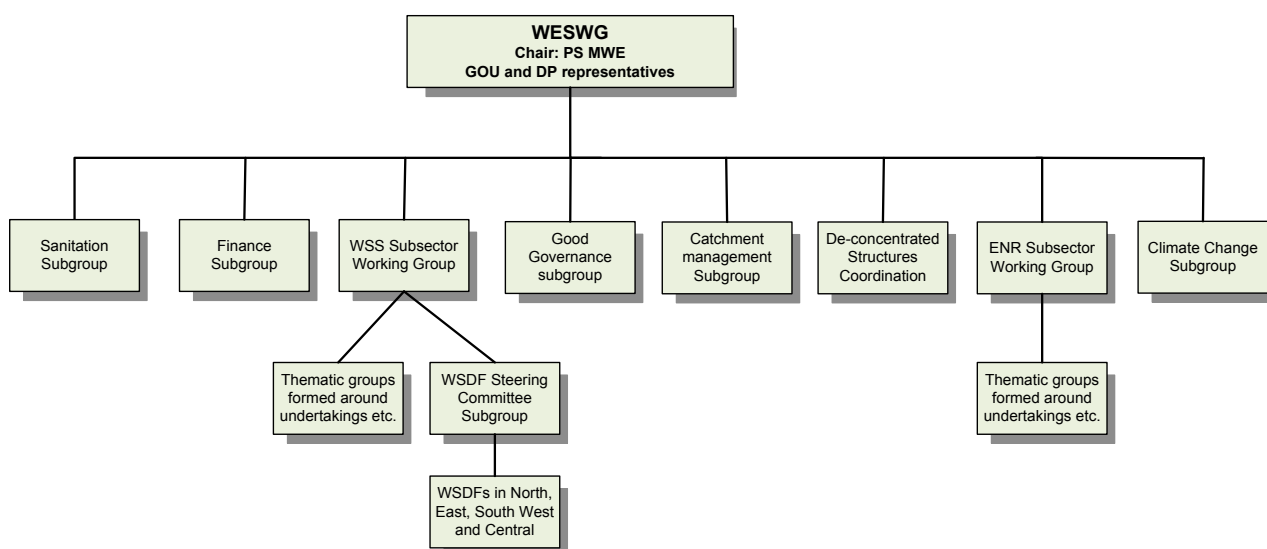 WESWG
Chair: PS MWE
GOU and DP representatives
Sanitation
Subgroup
Finance
Subgroup
WSS Subsector
Working Group
Good
Governance
subgroup
Catchment
management
Subgroup
De-concentrated
Structures
Coordination
ENR Subsector
Working Group
Climate Change
Subgroup
Thematic groups
formed around
undertakings etc.
WSDF Steering
Committee
Subgroup
Thematic groups
formed around
undertakings etc.
WSDFs in North,
East, South West
and Central